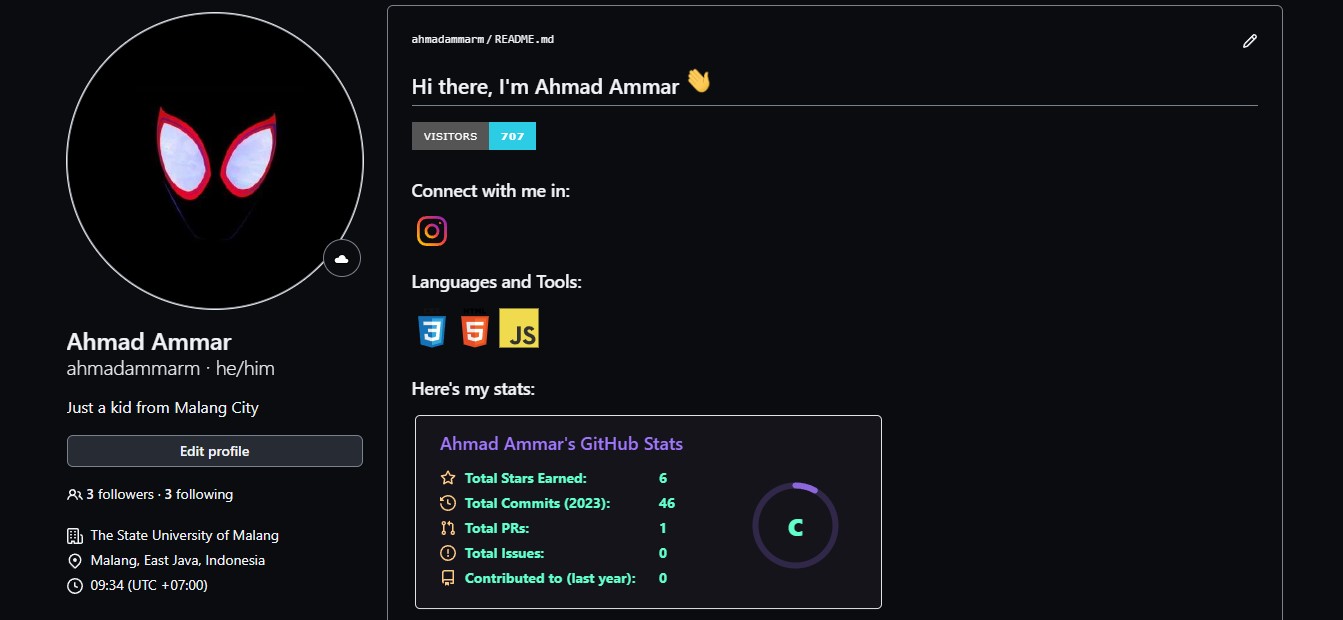 Ahmad Ammar
ahmadammarm · he/him
Just a kid from Malang City
Edit profile
3 followers · 3 following
The State University of Malang
Malang, East Java, Indonesia
09:34 (UTC +07:00)
ahmadammarm / README.md
Hi there, I'm Ahmad Ammar 👋
VISITORS 707
Connect with me in:
Languages and Tools:
3 5 JS
Here's my stats:
Ahmad Ammar's GitHub Stats
Total Stars Earned: 6
Total Commits (2023): 46
Total PRs: 1
Total Issues: 0
Contributed to (last year): 0
C